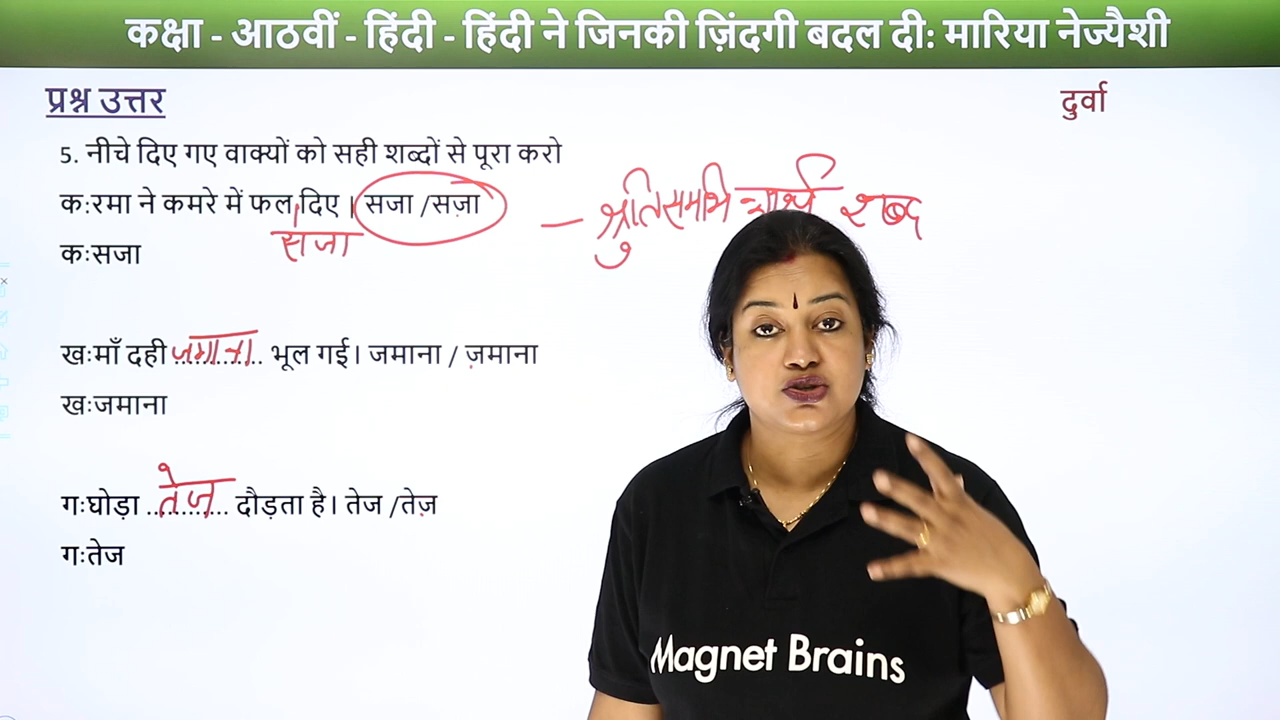 कक्षा - आठवीं - हिंदी - हिंदी ने जिनकी ज़िंदगी बदल दी: मारिया नेज्यैशी
प्रश्न उत्तर
दुर्वा
5. नीचे दिए गए वाक्यों को सही शब्दों से पूरा करो
क:रमा ने कमरे में फल दिए। सजा /सज़ा
सजा
शब्द
कः सजा
खः माँ दही जमाना ............ भूल गई। जमाना / ज़माना
खः जमाना
गः घोड़ा तेज़ ............ दौड़ता है। तेज /तेज़
गः तेज
Magnet Brains